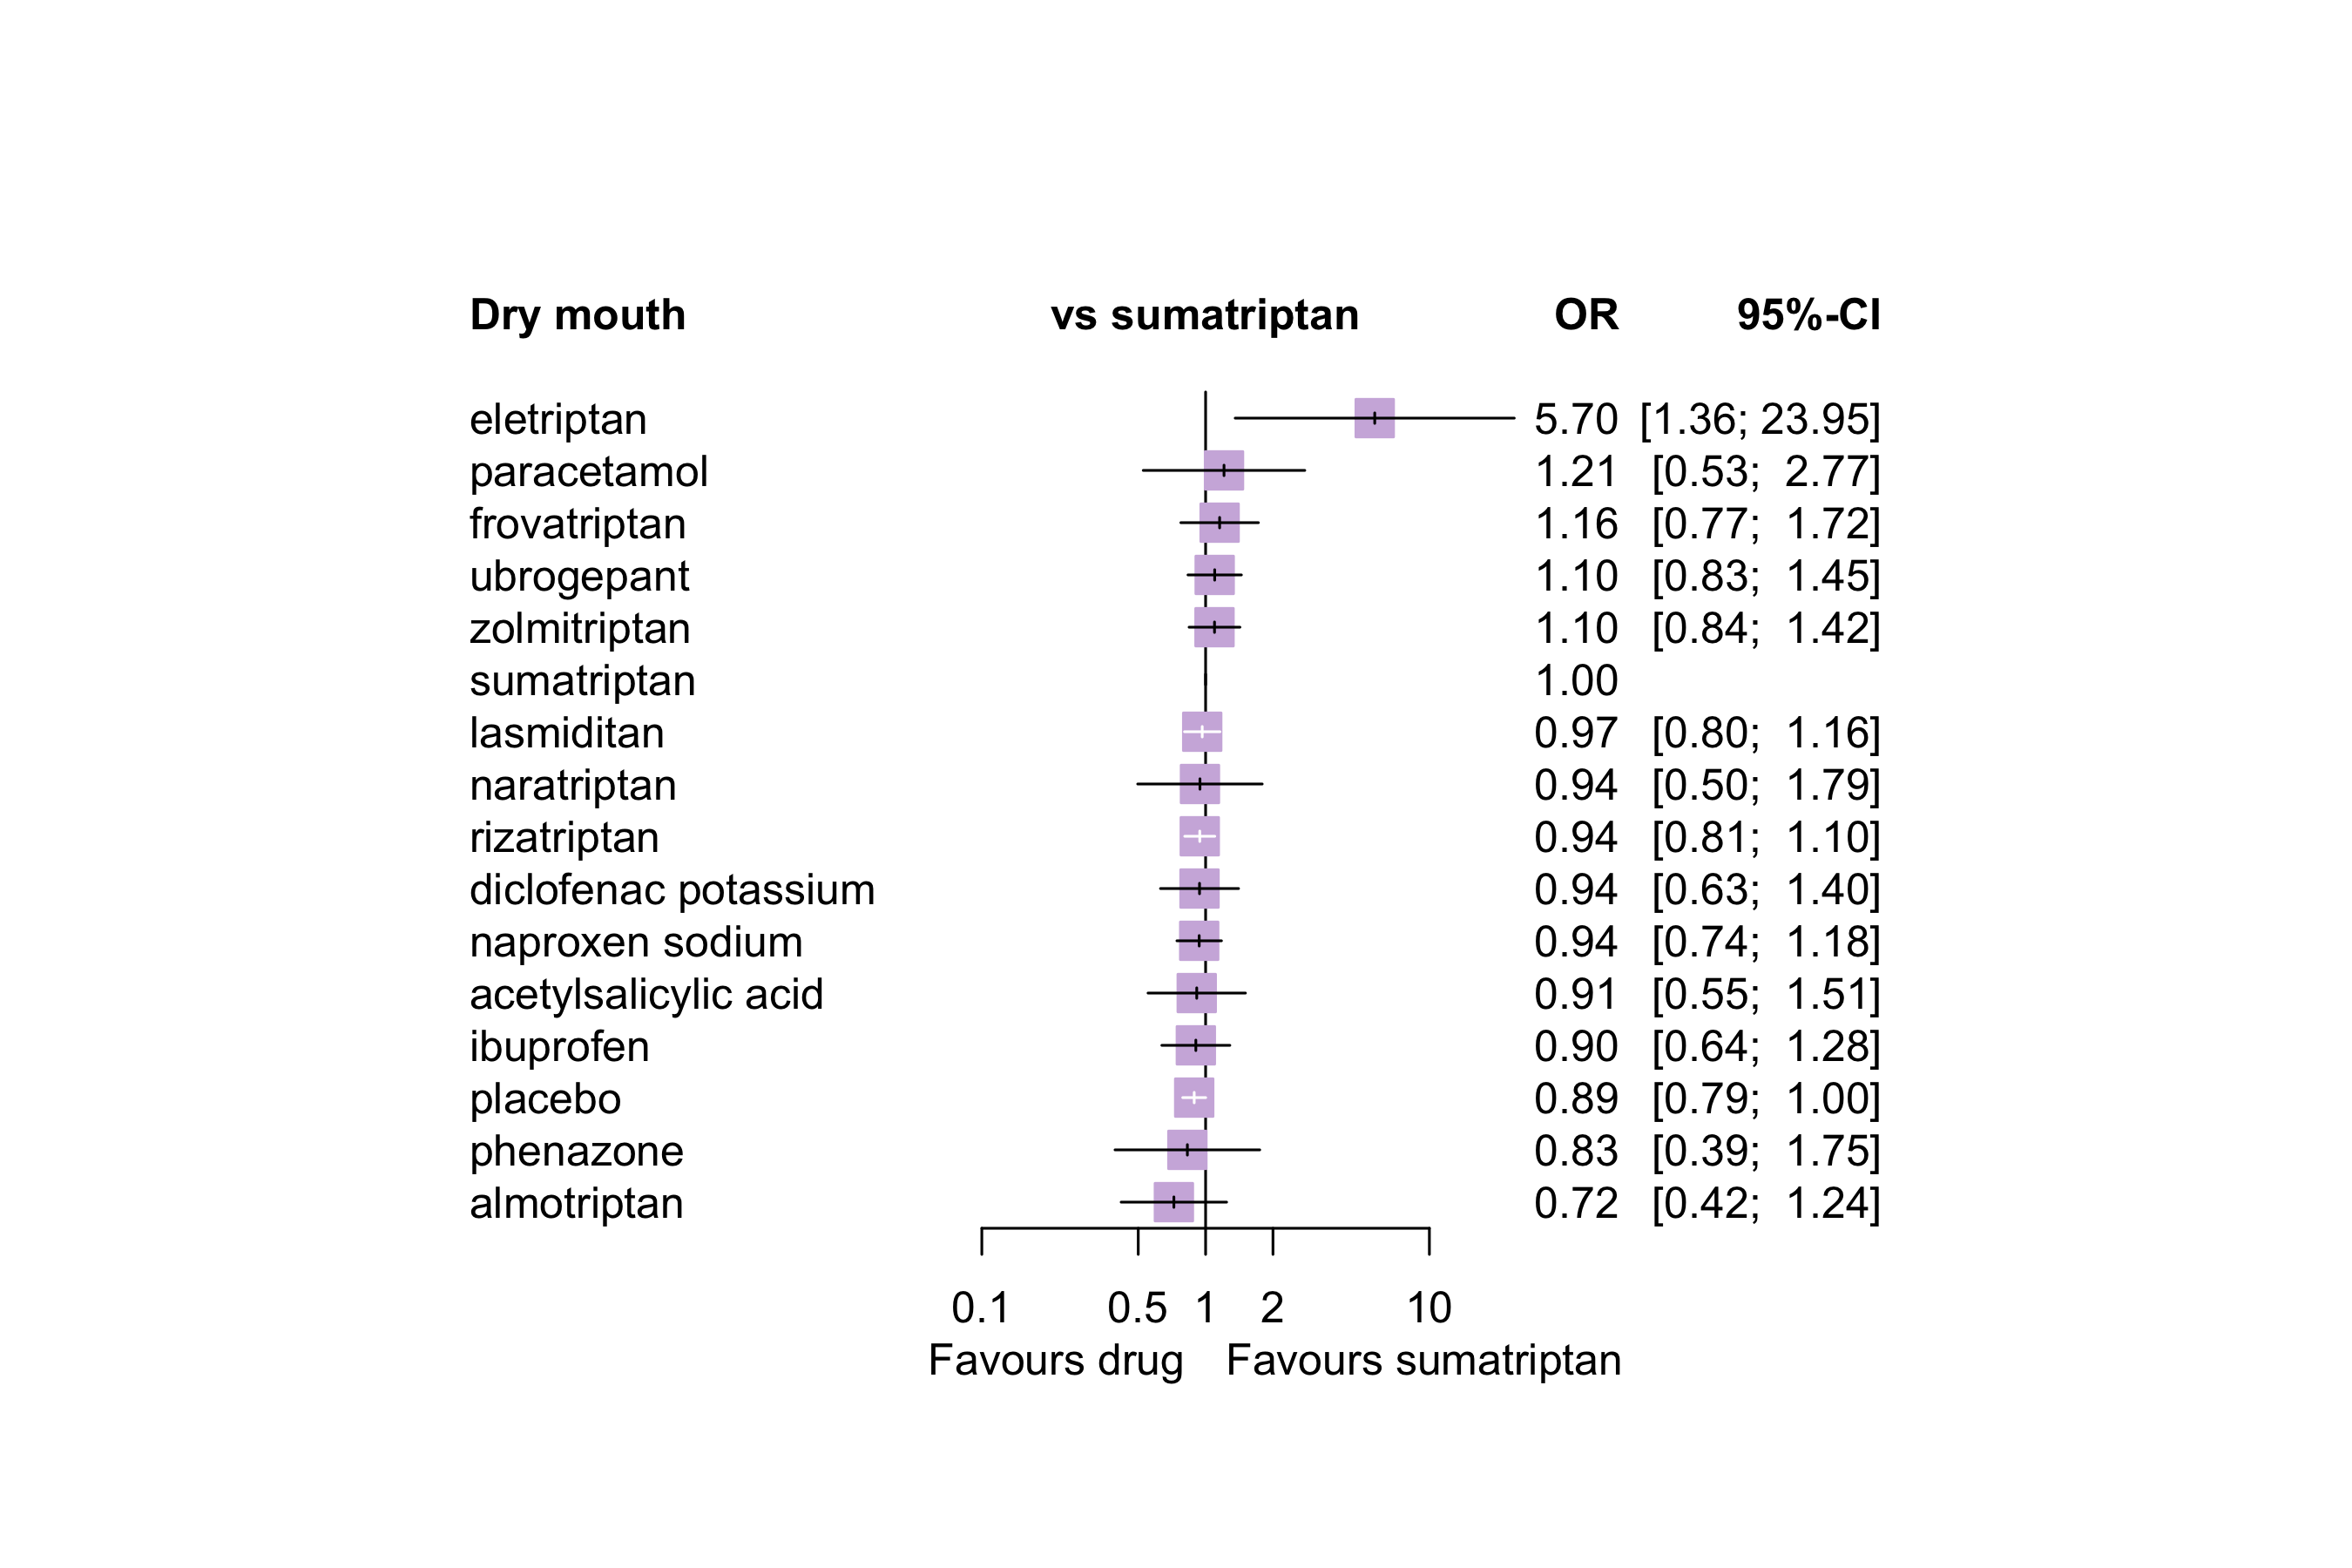 Dry mouth vs sumatriptan OR 95%-CI
eletriptan 5.70 [1.36; 23.95]
paracetamol 1.21 [0.53; 2.77]
frovatriptan 1.16 [0.77; 1.72]
ubrogepant 1.10 [0.83; 1.45]
zolmitriptan 1.10 [0.84; 1.42]
sumatriptan 1.00
lasmiditan 0.97 [0.80; 1.16]
naratriptan 0.94 [0.50; 1.79]
rizatriptan 0.94 [0.81; 1.10]
diclofenac potassium 0.94 [0.63; 1.40]
naproxen sodium 0.94 [0.74; 1.18]
acetylsalicylic acid 0.91 [0.55; 1.51]
ibuprofen 0.90 [0.64; 1.28]
placebo 0.89 [0.79; 1.00]
phenazone 0.83 [0.39; 1.75]
almotriptan 0.72 [0.42; 1.24]
0.1 0.5 1 2 10
Favours drug Favours sumatriptan